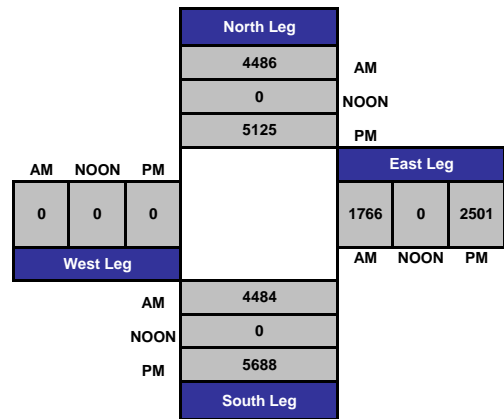 North Leg
4486 AM
0 NOON
5125 PM
AM NOON PM
East Leg
0 0 0
1766 0 2501
West Leg
AM NOON PM
AM 4484
NOON 0
PM 5688
South Leg